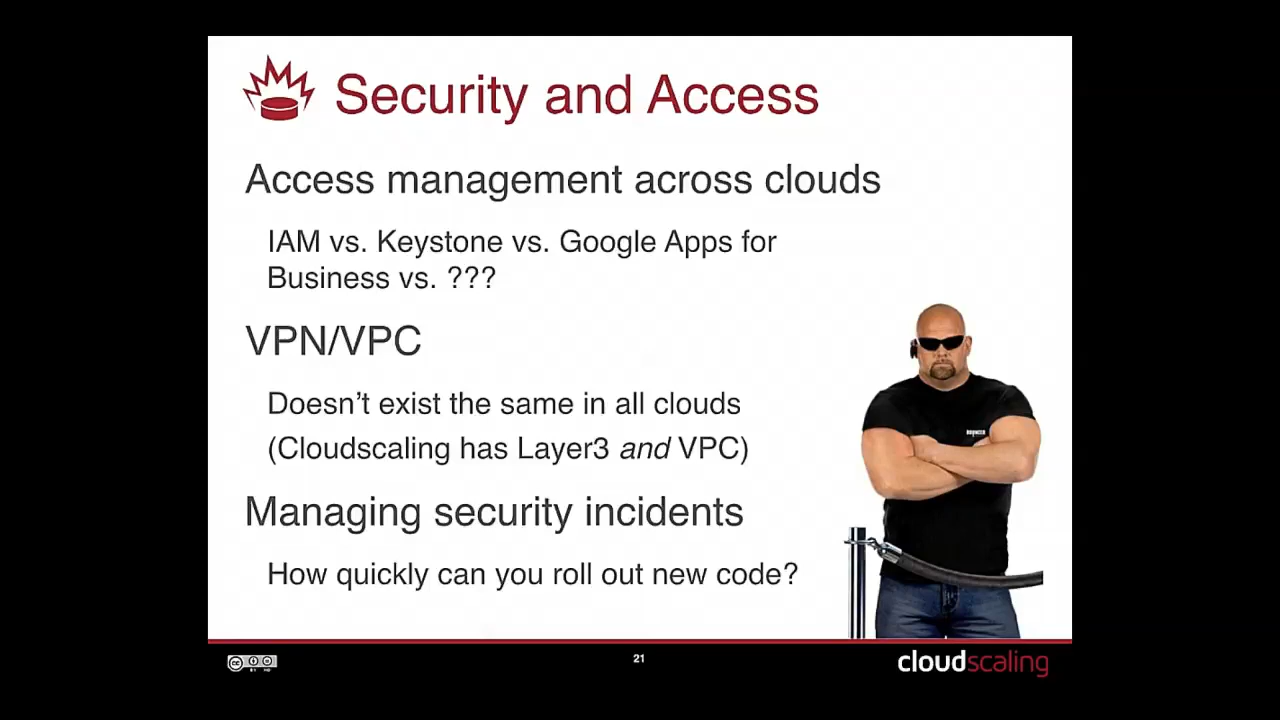 Security and Access
Access management across clouds
IAM vs. Keystone vs. Google Apps for
Business vs. ???
VPN/VPC
Doesn't exist the same in all clouds
(Cloudscaling has Layer3 and VPC)
Managing security incidents
How quickly can you roll out new code?
21
cloudscaling